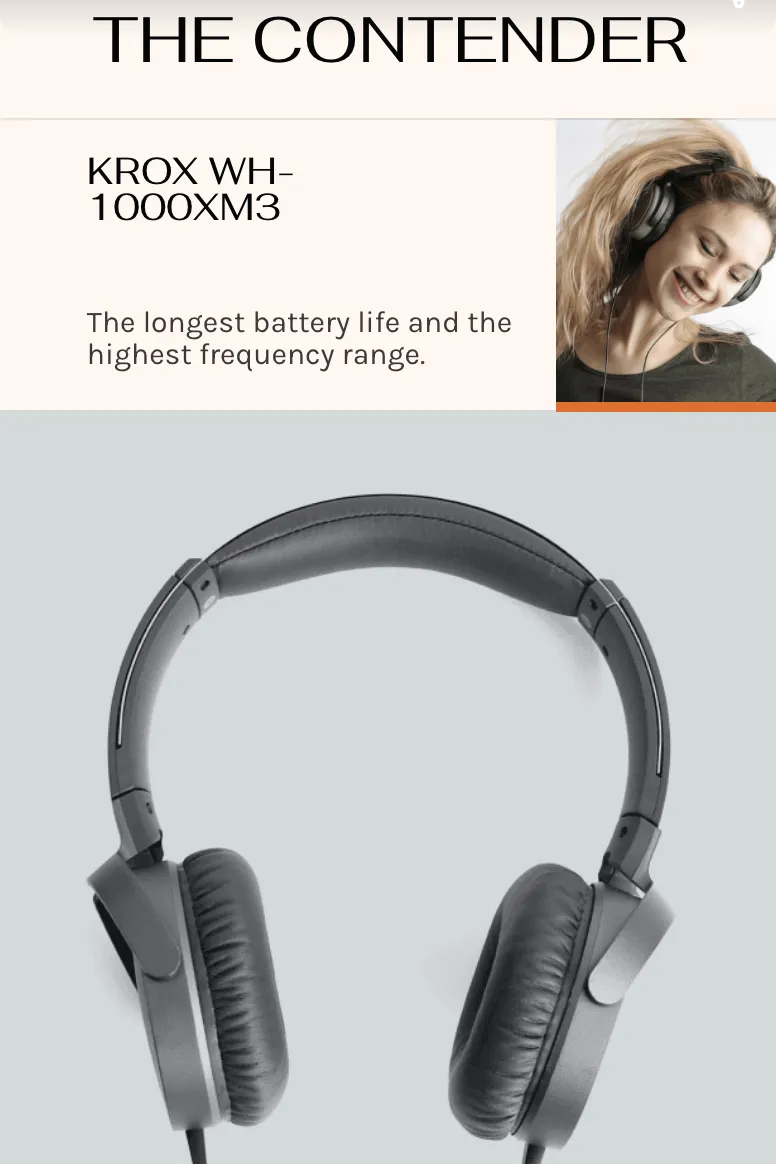 THE CONTENDER
KROX WH-
1000XM3
The longest battery life and the
highest frequency range.